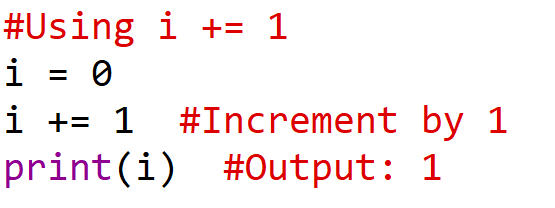 #Using i += 1
i = 0
i += 1  #Increment by 1
print(i)  #Output: 1